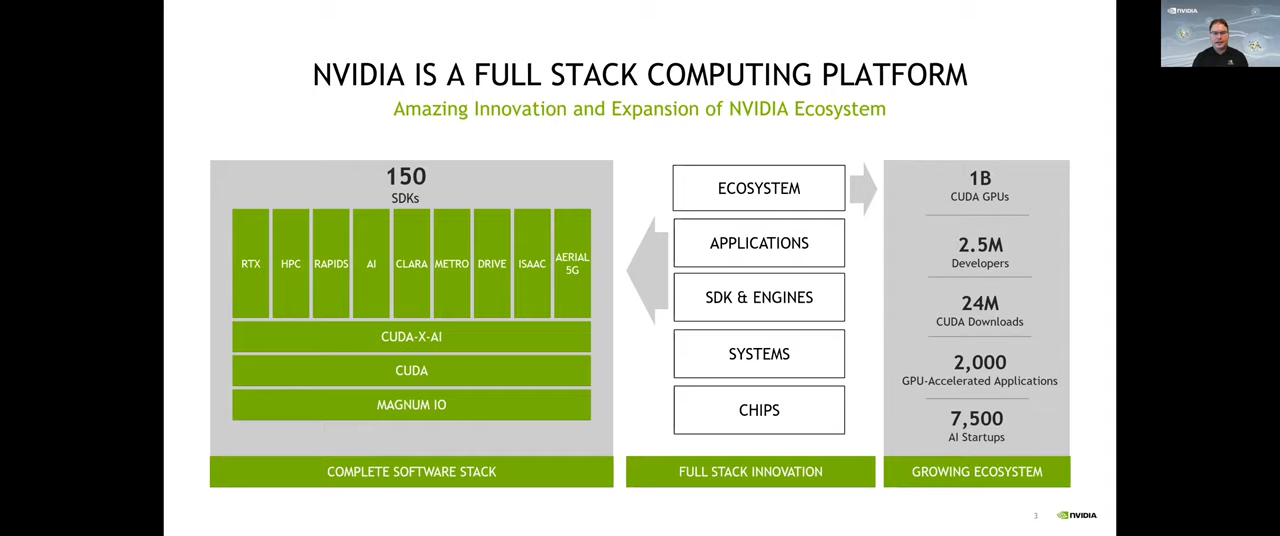 NVIDIA
NVIDIA IS A FULL STACK COMPUTING PLATFORM
Amazing Innovation and Expansion of NVIDIA Ecosystem
150
SDKs
RTX
HPC
RAPIDS
AI
CLARA
METRO
DRIVE
ISAAC
AERIAL
5G
CUDA-X-AI
CUDA
MAGNUM IO
COMPLETE SOFTWARE STACK
ECOSYSTEM
APPLICATIONS
SDK & ENGINES
SYSTEMS
CHIPS
FULL STACK INNOVATION
1B
CUDA GPUs
2.5M
Developers
24M
CUDA Downloads
2,000
GPU-Accelerated Applications
7,500
AI Startups
GROWING ECOSYSTEM
3
NVIDIA